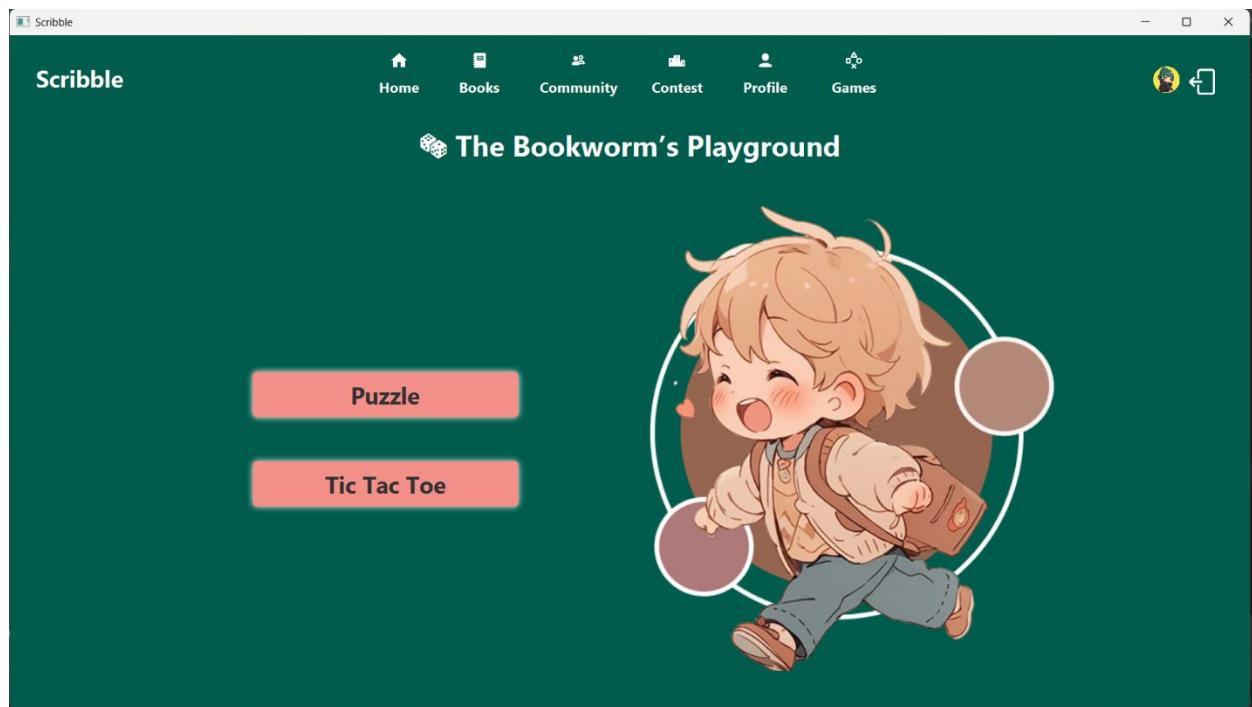 Scribble
Scribble
Home
Books
Community
Contest
Profile
Games
The Bookworm’s Playground
Puzzle
Tic Tac Toe